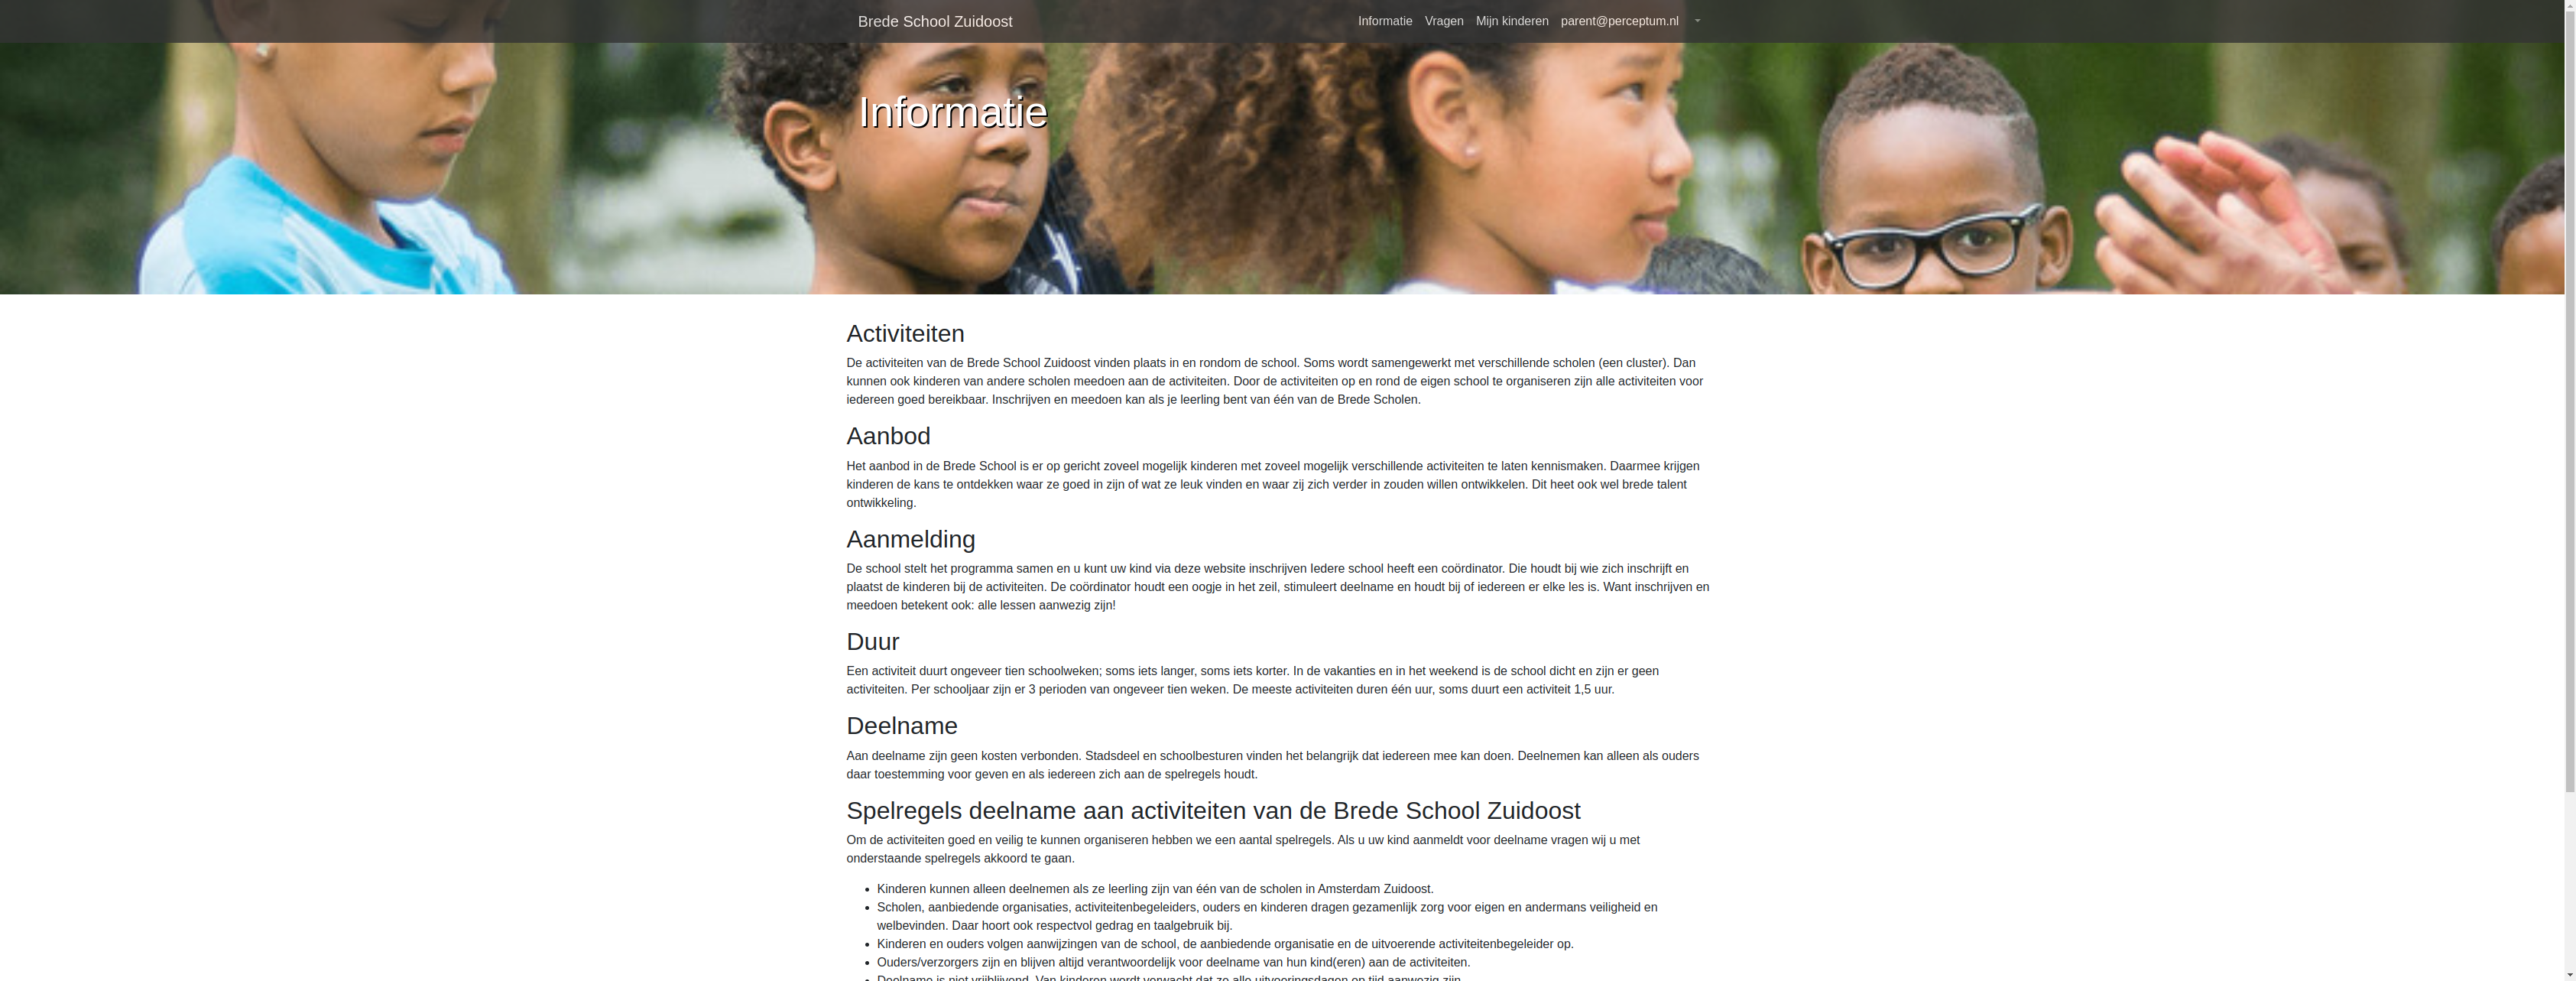 Brede School Zuidoost
Informatie Vragen Mijn kinderen parent@perceptum.nl
Informatie
Activiteiten
De activiteiten van de Brede School Zuidoost vinden plaats in en rondom de school. Soms wordt samengewerkt met verschillende scholen (een cluster). Dan
kunnen ook kinderen van andere scholen meedoen aan de activiteiten. Door de activiteiten op en rond de eigen school te organiseren zijn alle activiteiten voor
iedereen goed bereikbaar. Inschrijven en meedoen kan als je leerling bent van één van de Brede Scholen.
Aanbod
Het aanbod in de Brede School is er op gericht zoveel mogelijk kinderen met zoveel mogelijk verschillende activiteiten te laten kennismaken. Daarmee krijgen
kinderen de kans te ontdekken waar ze goed in zijn of wat ze leuk vinden en waar zij zich verder in zouden willen ontwikkelen. Dit heet ook wel brede talent
ontwikkeling.
Aanmelding
De school stelt het programma samen en u kunt uw kind via deze website inschrijven Iedere school heeft een coördinator. Die houdt bij wie zich inschrijft en
plaatst de kinderen bij de activiteiten. De coördinator houdt een oogje in het zeil, stimuleert deelname en houdt bij of iedereen er elke les is. Want inschrijven en
meedoen betekent ook: alle lessen aanwezig zijn!
Duur
Een activiteit duurt ongeveer tien schoolweken; soms iets langer, soms iets korter. In de vakanties en in het weekend is de school dicht en zijn er geen
activiteiten. Per schooljaar zijn er 3 perioden van ongeveer tien weken. De meeste activiteiten duren één uur, soms duurt een activiteit 1,5 uur.
Deelname
Aan deelname zijn geen kosten verbonden. Stadsdeel en schoolbesturen vinden het belangrijk dat iedereen mee kan doen. Deelnemen kan alleen als ouders
daar toestemming voor geven en als iedereen zich aan de spelregels houdt.
Spelregels deelname aan activiteiten van de Brede School Zuidoost
Om de activiteiten goed en veilig te kunnen organiseren hebben we een aantal spelregels. Als u uw kind aanmeldt voor deelname vragen wij u met
onderstaande spelregels akkoord te gaan.
• Kinderen kunnen alleen deelnemen als ze leerling zijn van één van de scholen in Amsterdam Zuidoost.
• Scholen, aanbiedende organisaties, activiteitenbegeleiders, ouders en kinderen dragen gezamenlijk zorg voor eigen en andermans veiligheid en
welbevinden. Daar hoort ook respectvol gedrag en taalgebruik bij.
• Kinderen en ouders volgen aanwijzingen van de school, de aanbiedende organisatie en de uitvoerende activiteitenbegeleider op.
• Ouders/verzorgers zijn en blijven altijd verantwoordelijk voor deelname van hun kind(eren) aan de activiteiten.
• Deelname is niet vrijblijvend. Van kinderen wordt verwacht dat ze alle uitvoeringsdagen op tijd aanwezig zijn.